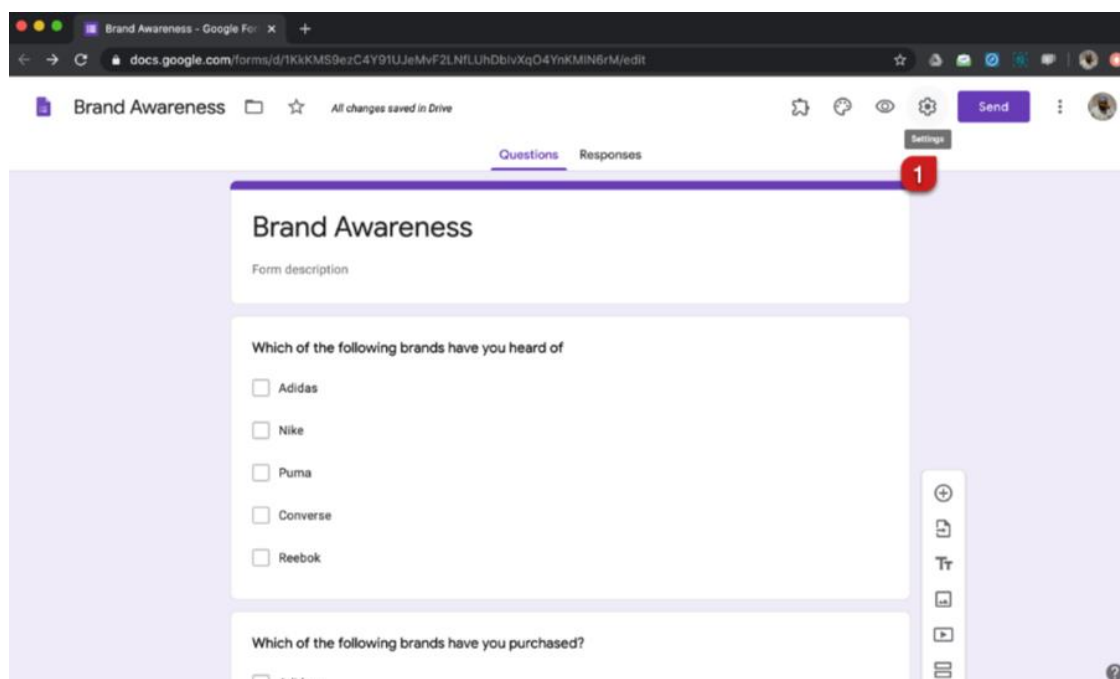 Brand Awareness - Google For
docs.google.com/forms/d/1KkKMS9ezC4Y91UJeMvF2LNfLUhDbIvXqO4YnKMIN6rM/edit
Brand Awareness All changes saved in Drive Send
Settings
Questions Responses
1
Brand Awareness
Form description
Which of the following brands have you heard of
Adidas
Nike
Puma
Converse
Reebok
TT
Which of the following brands have you purchased?